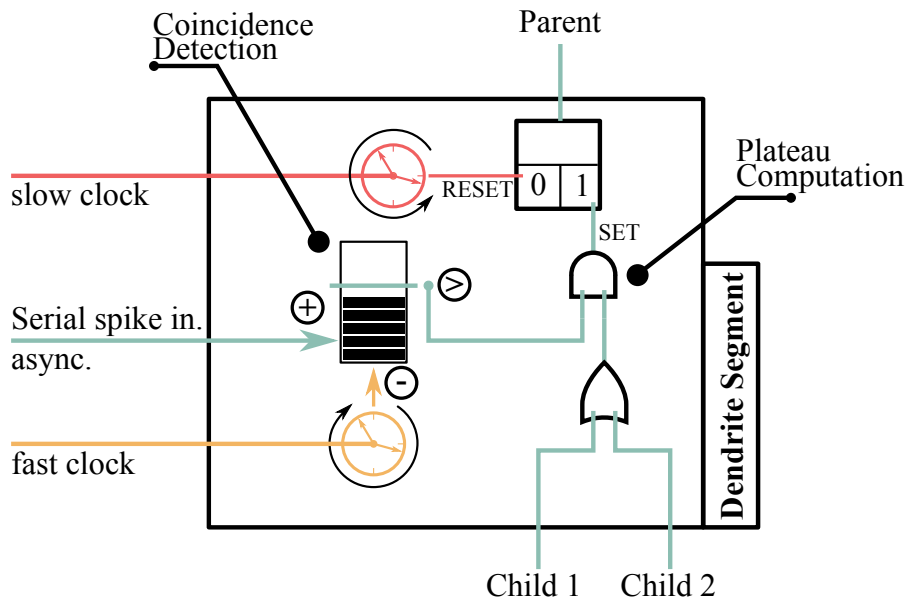 Coincidence
Detection
Parent
Plateau
Computation
slow clock
RESET
0 1
SET
+
>
Serial spike in.
async.
-
fast clock
Dendrite Segment
Child 1
Child 2